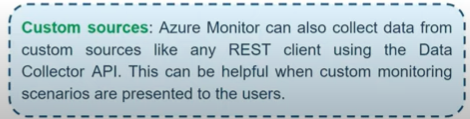 Custom sources: Azure Monitor can also collect data from
custom sources like any REST client using the Data
Collector API. This can be helpful when custom monitoring
scenarios are presented to the users.